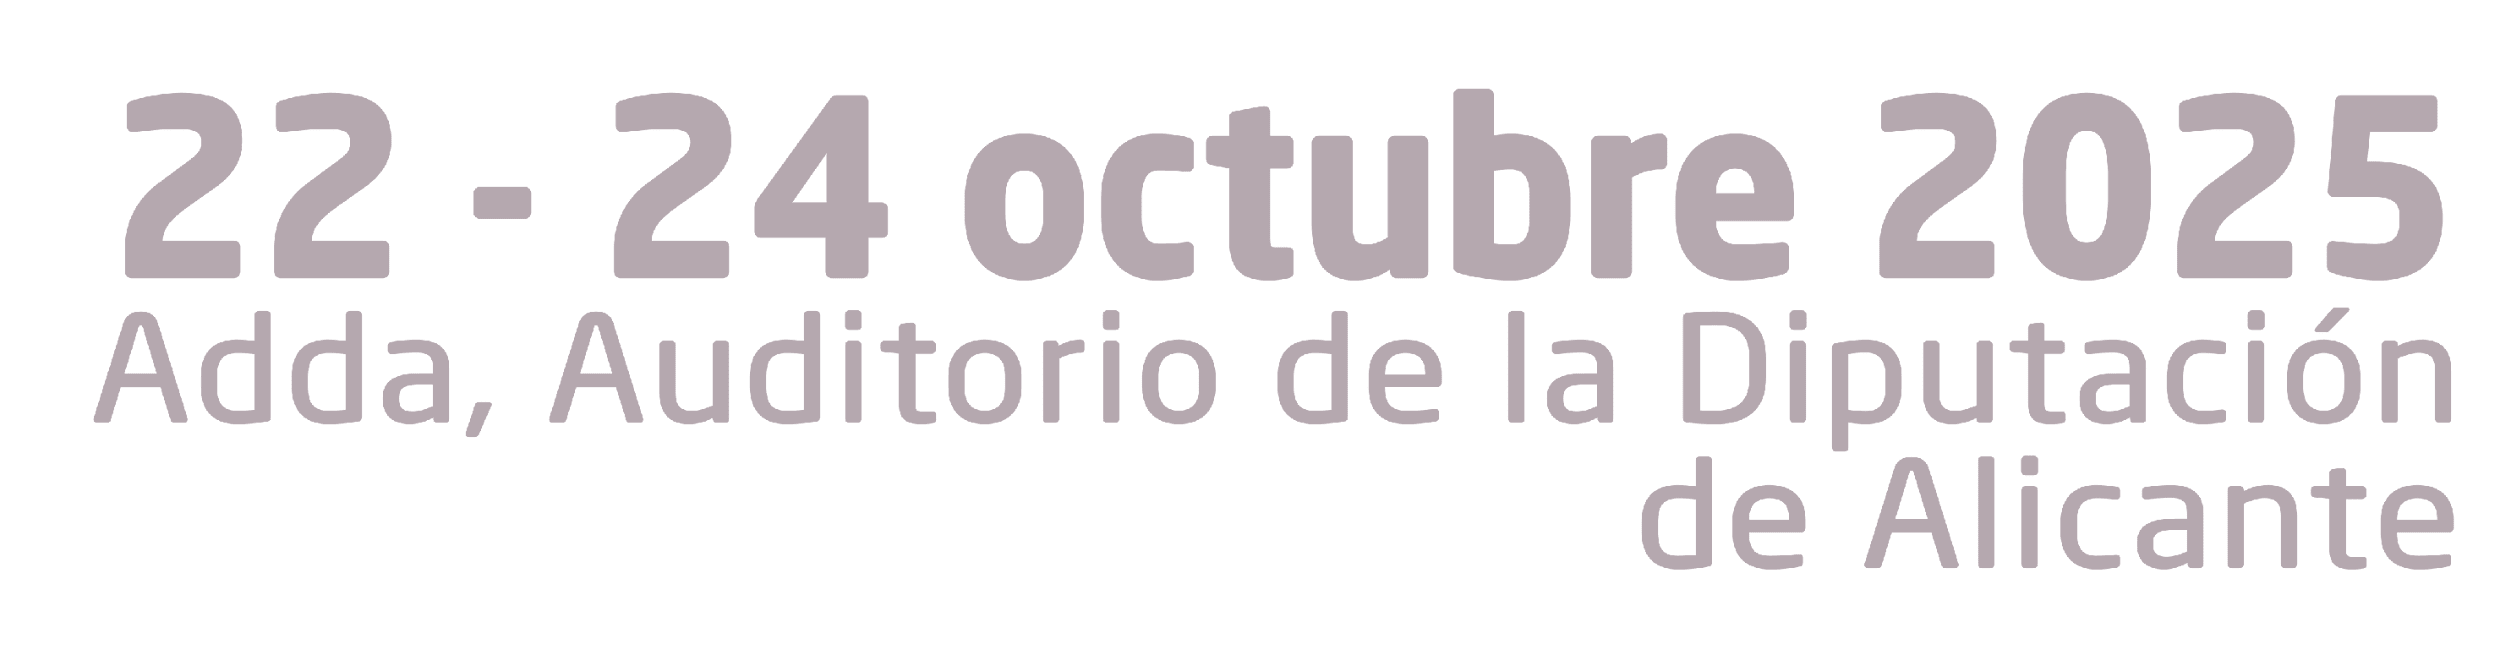 22 - 24 octubre 2025
Adda, Auditorio de la Diputación
de Alicante